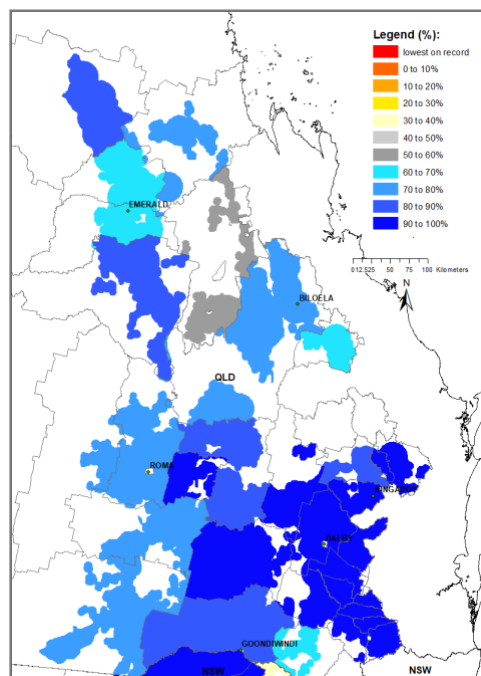 Legend (%):
lowest on record
0 to 10%
10 to 20%
20 to 30%
30 to 40%
40 to 50%
50 to 60%
60 to 70%
70 to 80%
80 to 90%
90 to 100%
0 12.525 50 75 100 Kilometers
N
EMERALD
BILOELA
QLD
ROMA
KINGAROY
DALBY
GOONDIWINDI
NSW
NSW